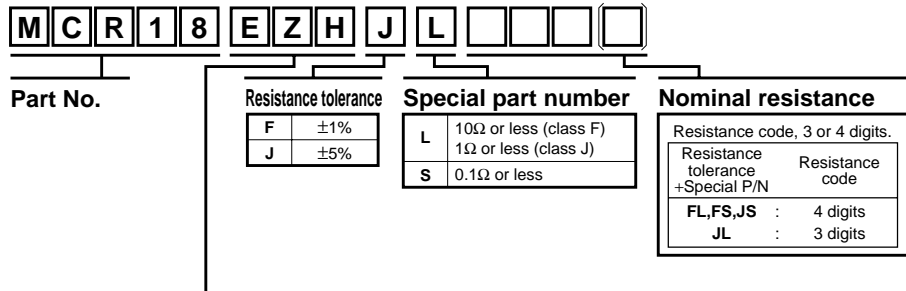 MCR18 EZH J L
Part No.
Resistance tolerance
F ±1%
J ±5%
Special part number
L 10Ω or less (class F)
1Ω or less (class J)
S 0.1Ω or less
Nominal resistance
Resistance code, 3 or 4 digits.
Resistance
tolerance
+Special P/N
Resistance
code
FL,FS,JS : 4 digits
JL : 3 digits